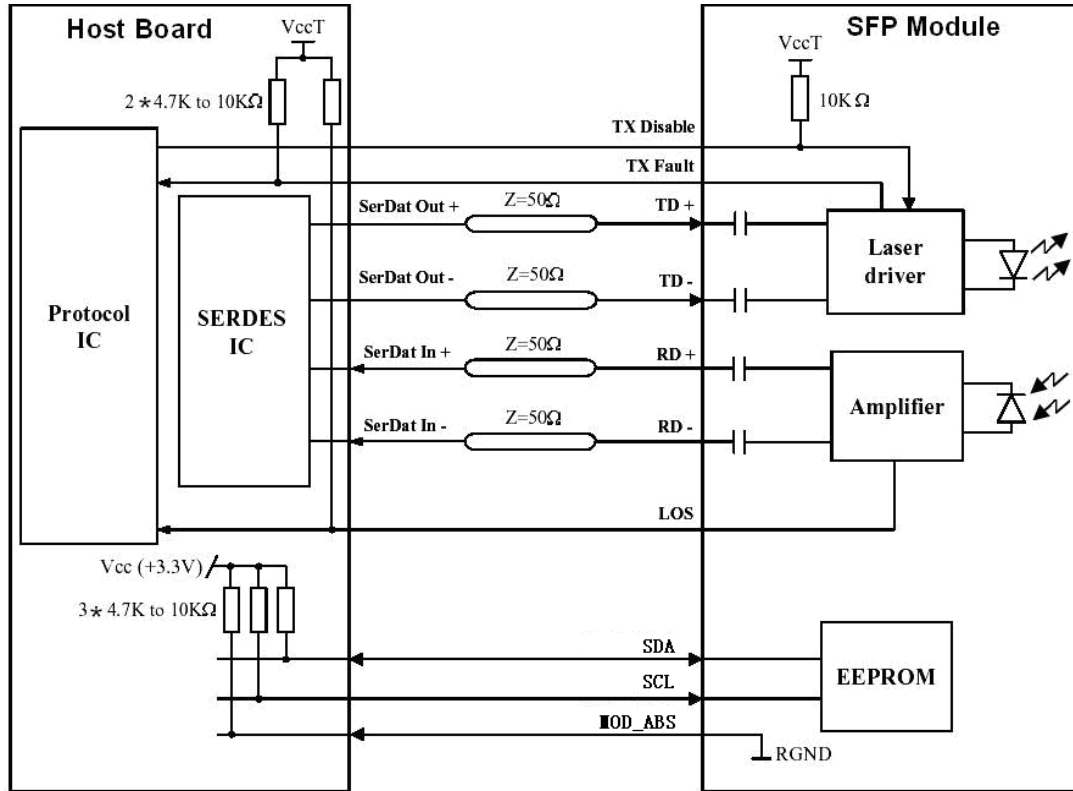 Host Board
SFP Module
VccT
VccT
2*4.7K to 10KΩ
10K Ω
TX Disable
TX Fault
Protocol
IC
SERDES
IC
SerDat Out +
Z=50Ω
TD +
SerDat Out -
Z=50Ω
TD -
Laser
driver
SerDat In +
Z=50Ω
RD +
SerDat In -
Z=50Ω
RD -
Amplifier
LOS
Vcc (+3.3V)
3*4.7K to 10KΩ
SDA
SCL
MOD_ABS
EEPROM
RGND